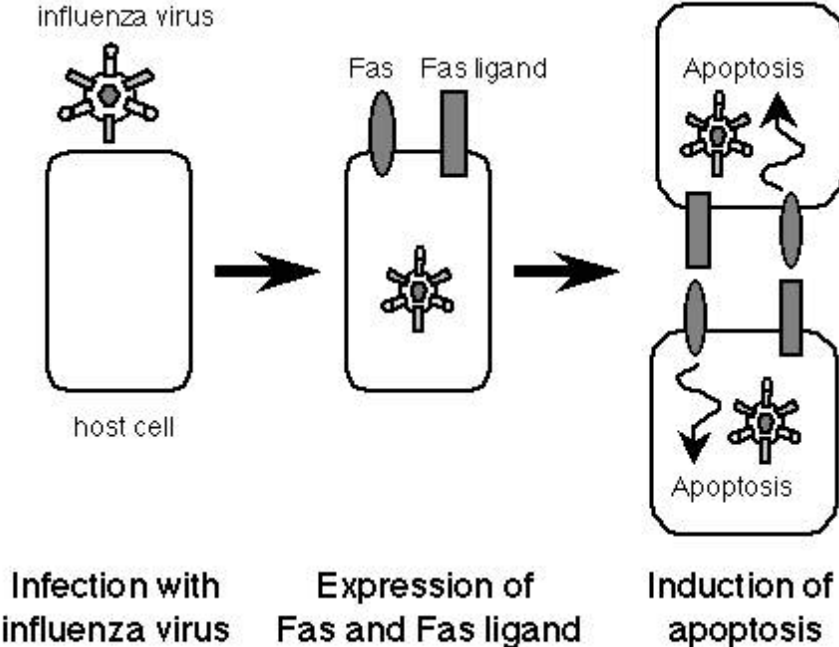 influenza virus
host cell
Fas
Fas ligand
Apoptosis
Apoptosis
Infection with
influenza virus
Expression of
Fas and Fas ligand
Induction of
apoptosis